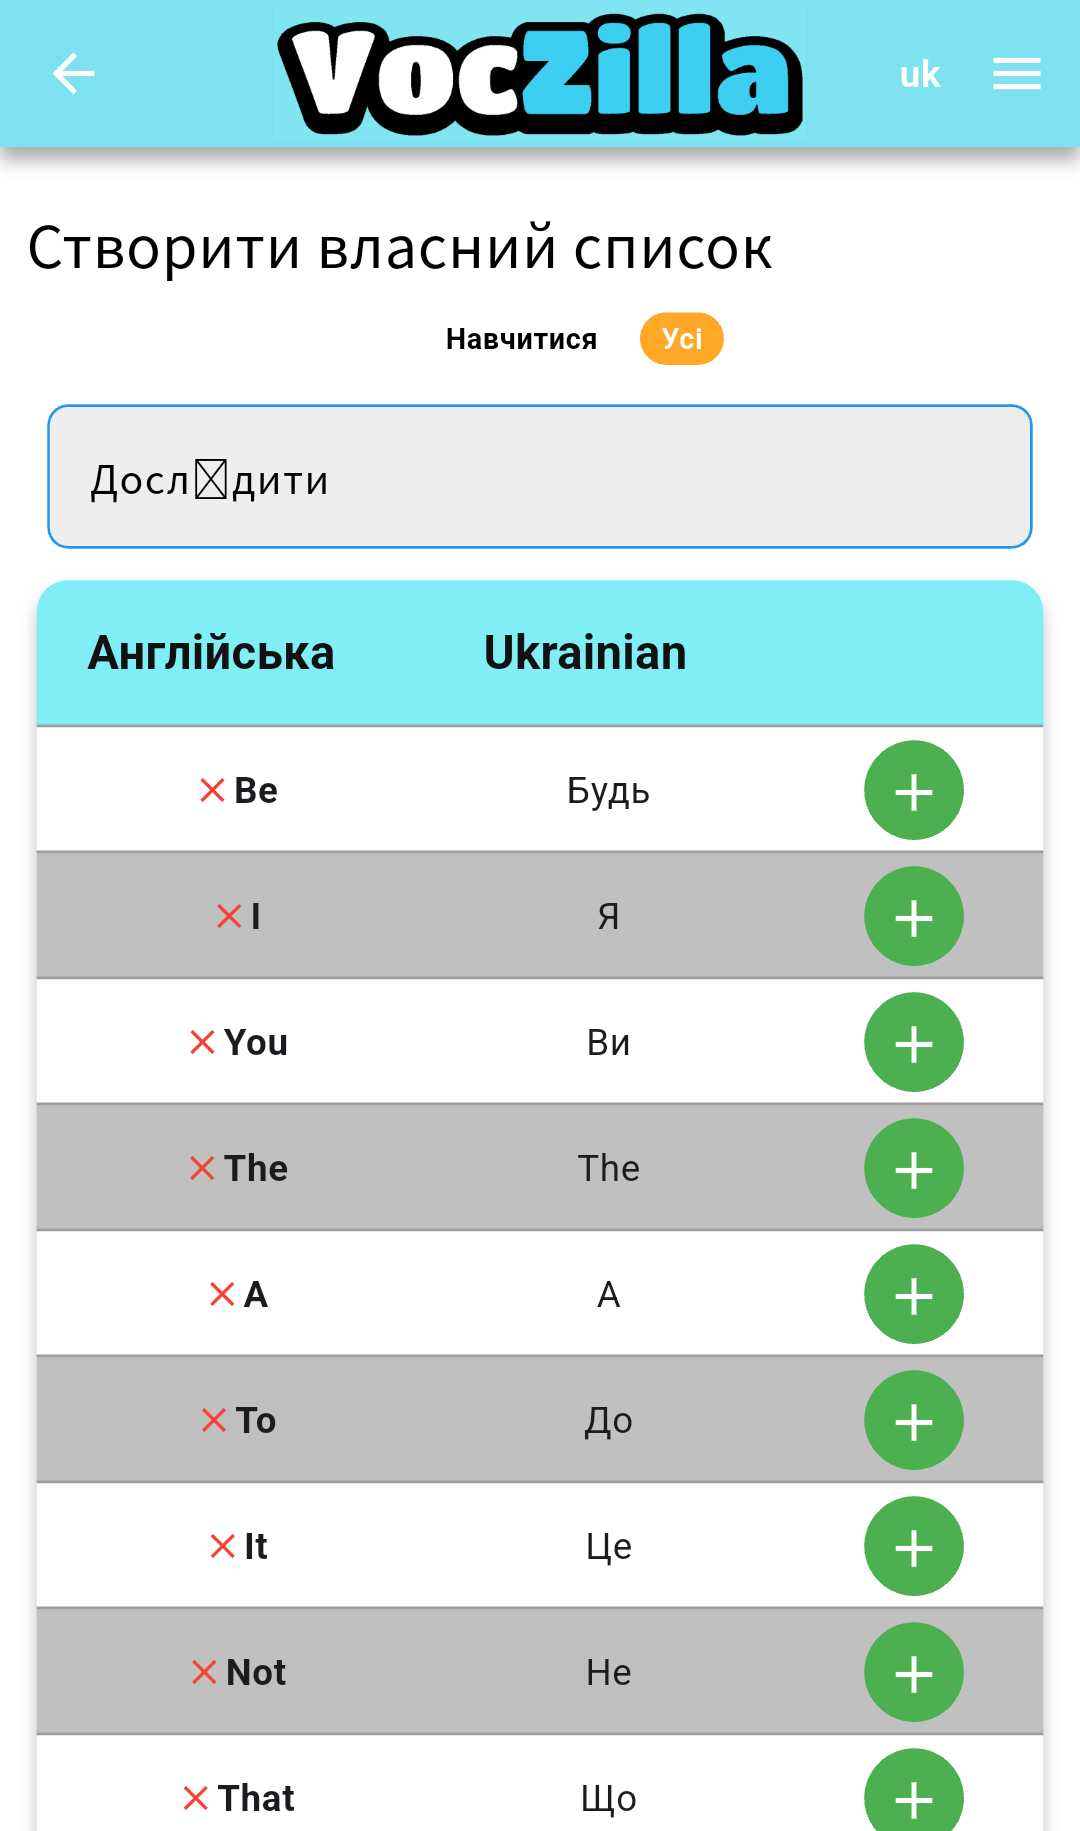 VocZilla
uk
Створити власний список
Навчитися Усі
Досл☒дити
Англійська Ukrainian
Be Будь
I Я
You Ви
The The
A А
To До
It Це
Not Не
That Що